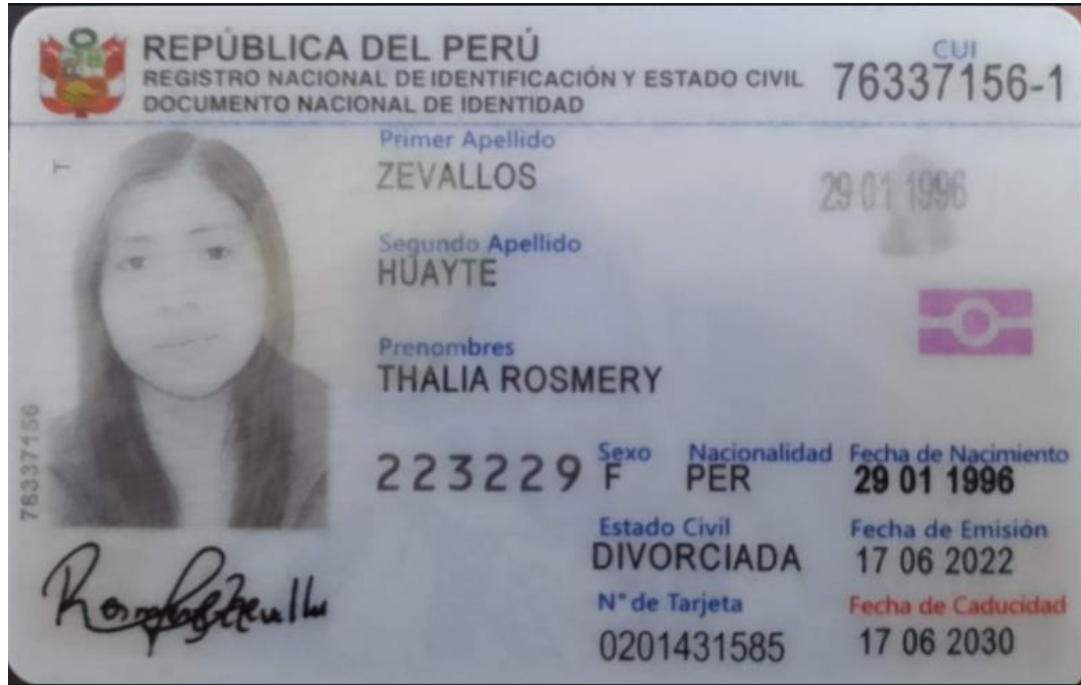 REPÚBLICA DEL PERÚ
REGISTRO NACIONAL DE IDENTIFICACIÓN Y ESTADO CIVIL
DOCUMENTO NACIONAL DE IDENTIDAD
CUI
76337156-1
T
Primer Apellido
ZEVALLOS
29 01 1996
Segundo Apellido
HUAYTE
Prenombres
THALIA ROSMERY
76337156
223229
Sexo Nacionalidad Fecha de Nacimiento
F PER 29 01 1996
Estado Civil Fecha de Emisión
DIVORCIADA 17 06 2022
N° de Tarjeta Fecha de Caducidad
0201431585 17 06 2030